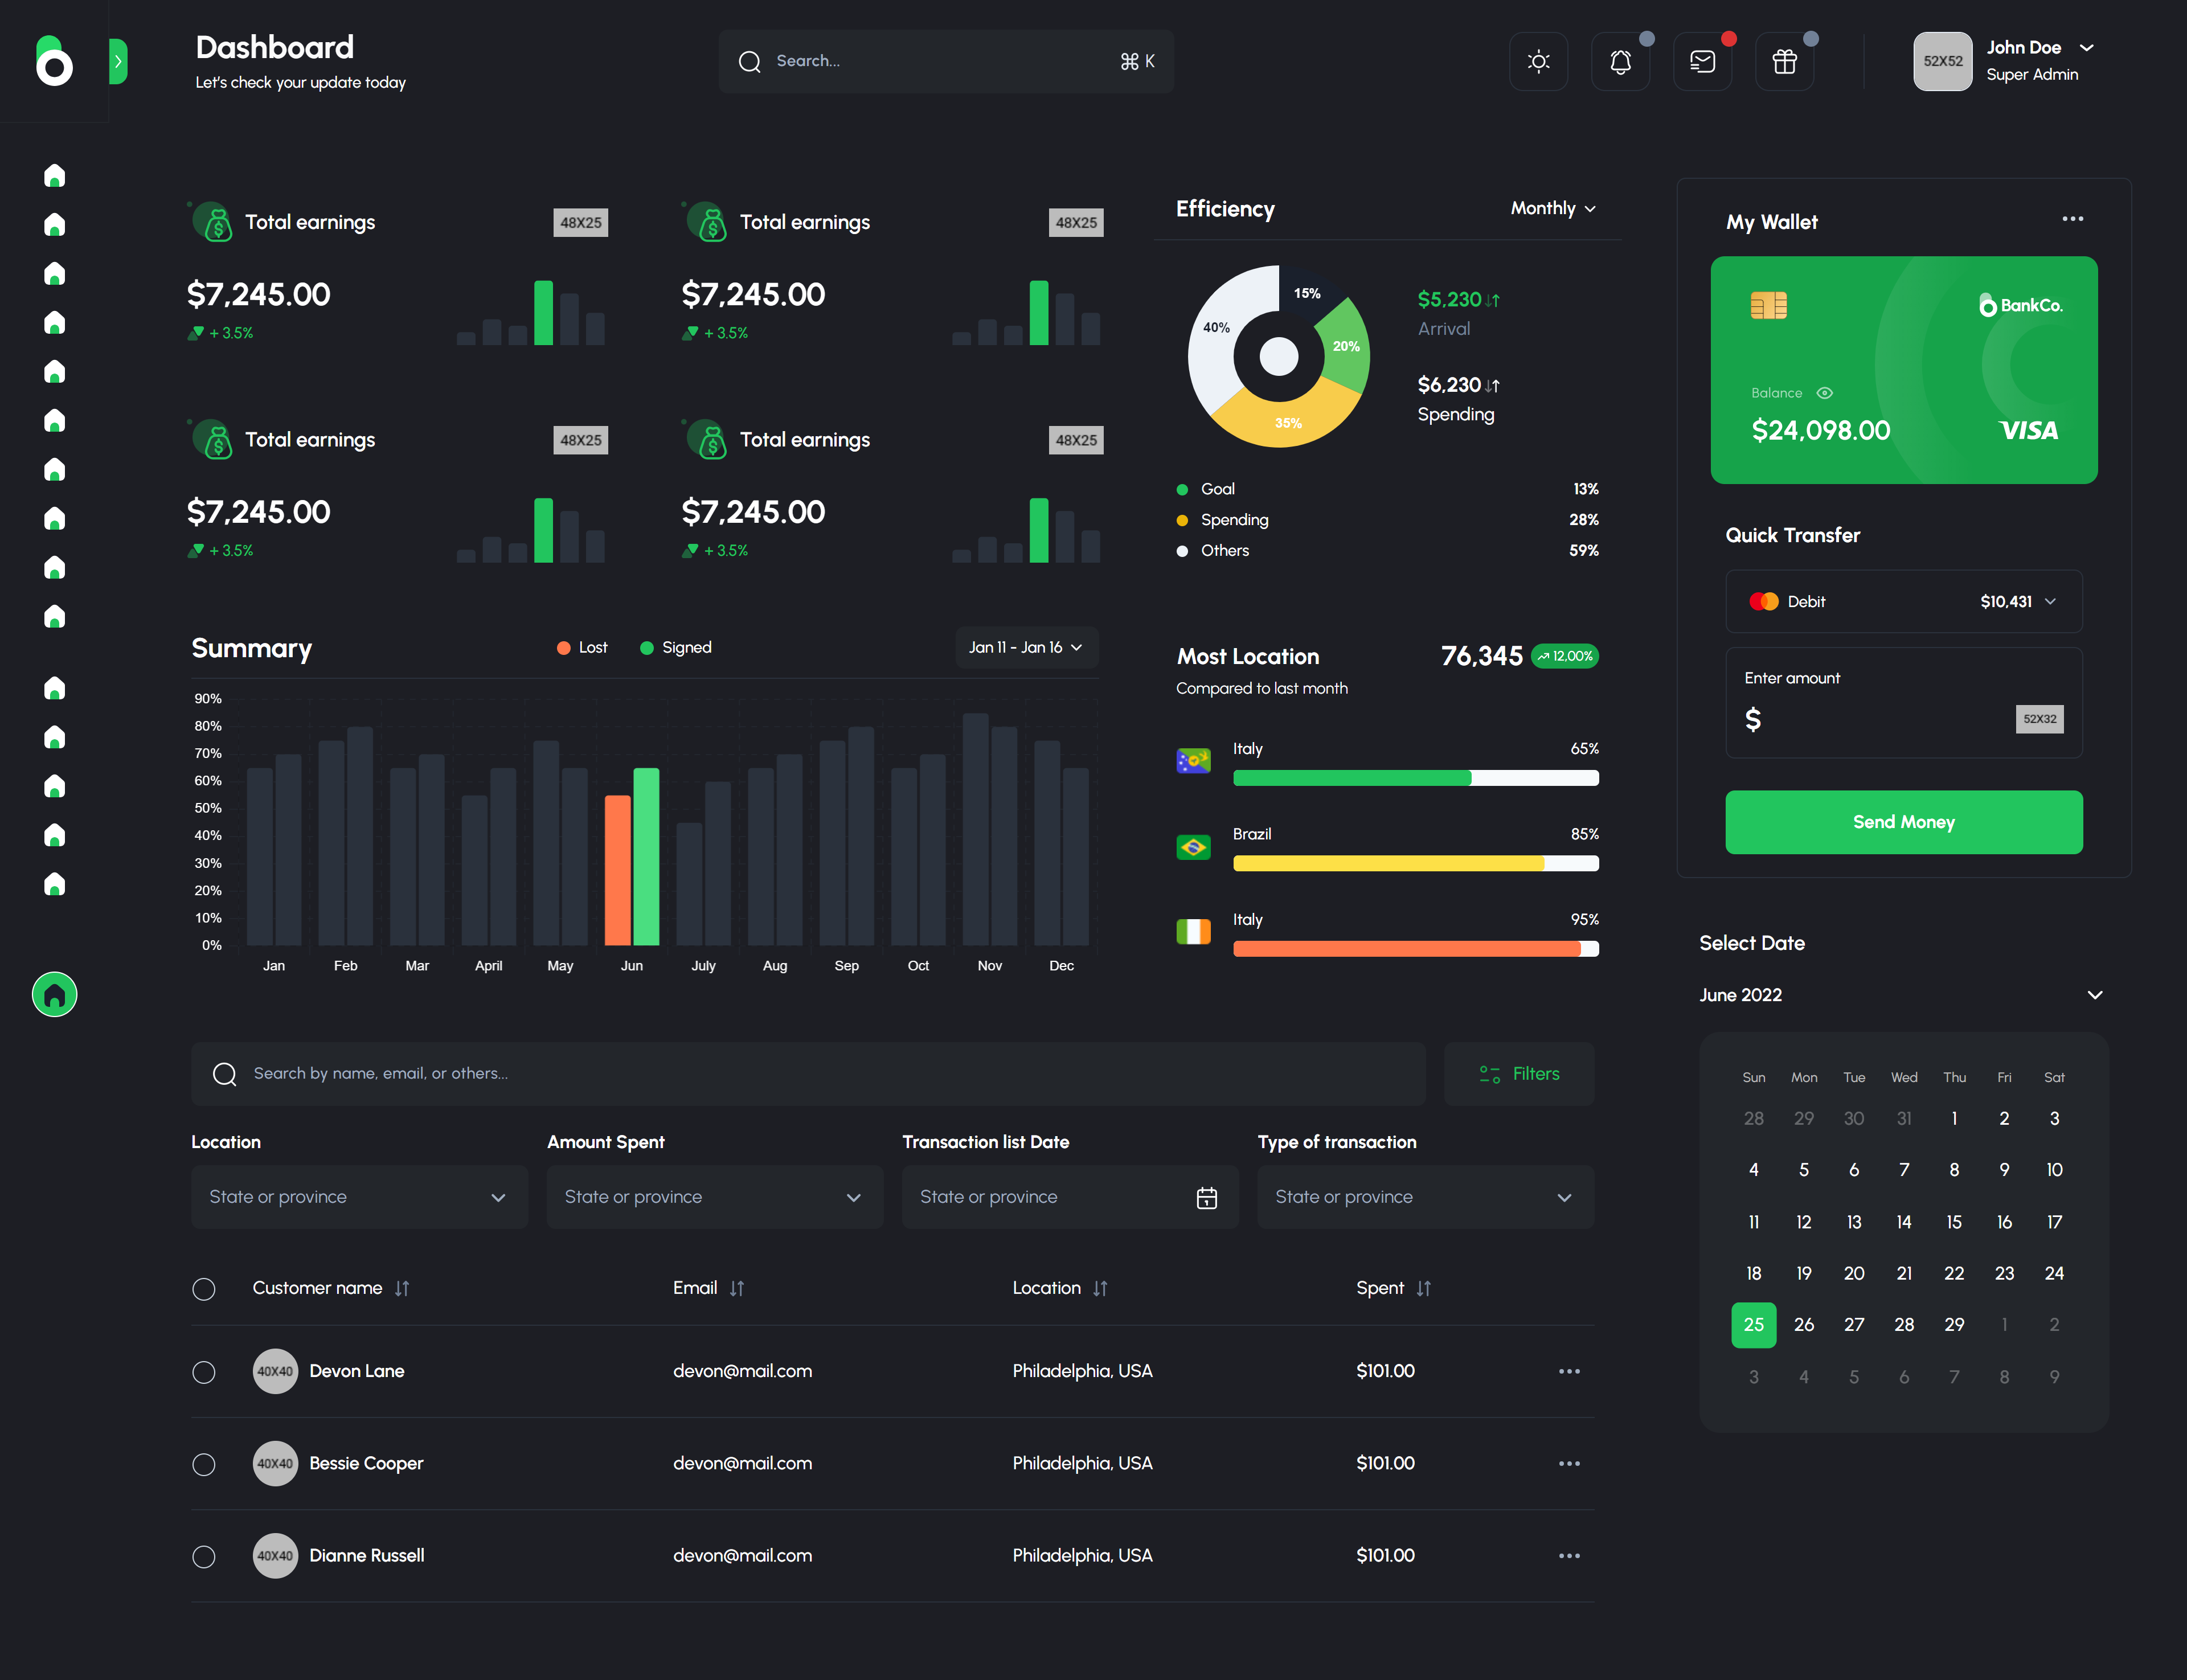 Dashboard
Let's check your update today
Search...
⌘ K
John Doe
Super Admin
52X52
Total earnings
48X25
$7,245.00
+ 3.5%
Total earnings
48X25
$7,245.00
+ 3.5%
Total earnings
48X25
$7,245.00
+ 3.5%
Total earnings
48X25
$7,245.00
+ 3.5%
Efficiency
Monthly
15%
40%
20%
35%
$5,230
Arrival
$6,230
Spending
Goal 13%
Spending 28%
Others 59%
My Wallet
BankCo.
Balance
$24,098.00
VISA
Quick Transfer
Debit $10,431
Enter amount
$
52X32
Send Money
Summary
Lost
Signed
Jan 11 - Jan 16
90%
80%
70%
60%
50%
40%
30%
20%
10%
0%
Jan Feb Mar April May Jun July Aug Sep Oct Nov Dec
Most Location
76,345
12,00%
Compared to last month
Italy 65%
Brazil 85%
Italy 95%
Select Date
June 2022
Sun Mon Tue Wed Thu Fri Sat
28 29 30 31 1 2 3
4 5 6 7 8 9 10
11 12 13 14 15 16 17
18 19 20 21 22 23 24
25 26 27 28 29 1 2
3 4 5 6 7 8 9
Search by name, email, or others...
Filters
Location
State or province
Amount Spent
State or province
Transaction list Date
State or province
Type of transaction
State or province
Customer name Email Location Spent
40X40 Devon Lane devon@mail.com Philadelphia, USA $101.00
40X40 Bessie Cooper devon@mail.com Philadelphia, USA $101.00
40X40 Dianne Russell devon@mail.com Philadelphia, USA $101.00